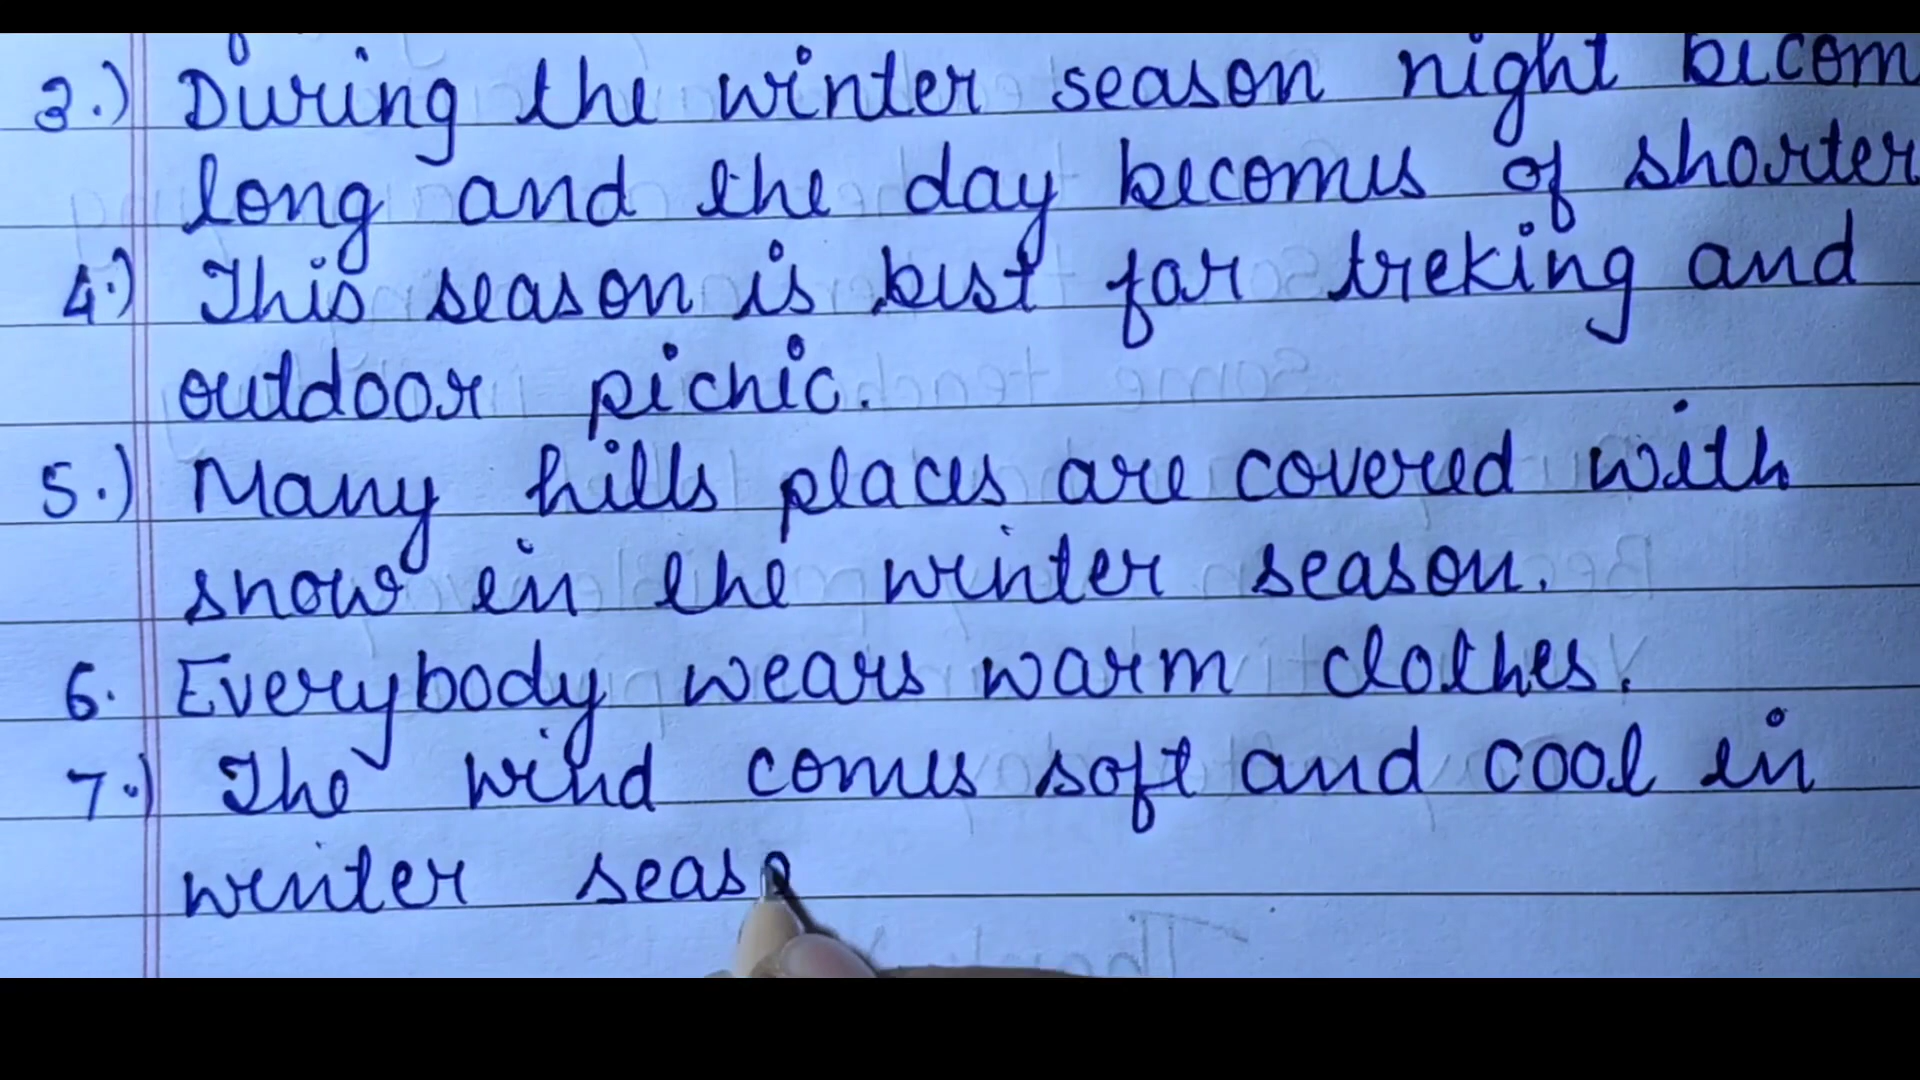 3.) During the winter season night becom
long and the day becomes of shorter
4.) This season is best for treking and
outdoor picnic.
5.) Many hills places are covered with
snow in the winter season.
6. Everybody wears warm clothes.
7.) The wind comes soft and cool in
winter seaso